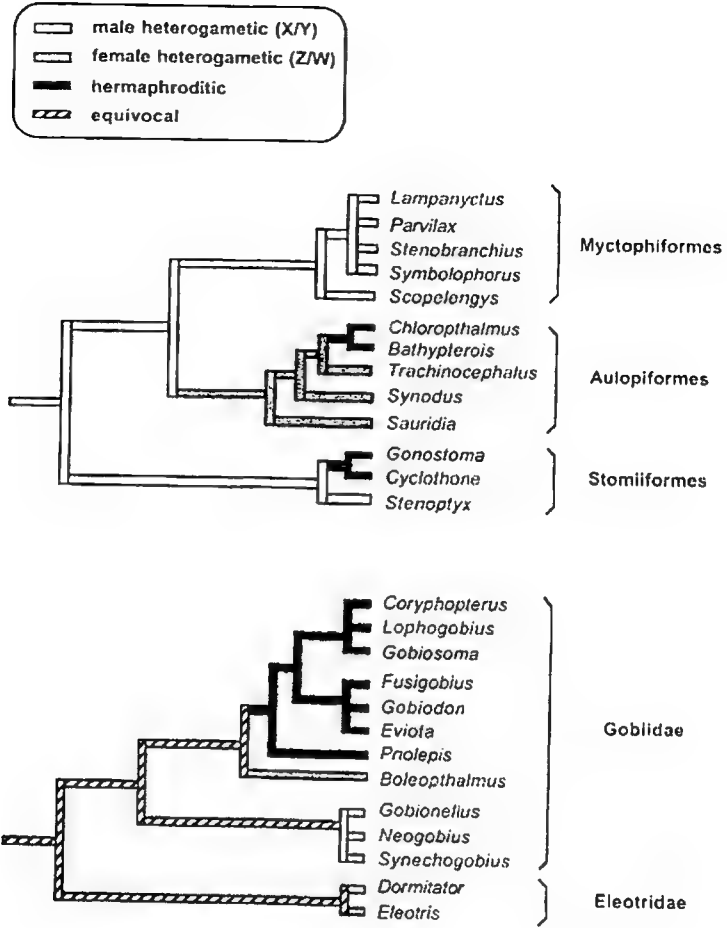 male heterogametic (X/Y)
female heterogametic (Z/W)
hermaphroditic
equivocal
Lampanyctus
Parvilax
Stenobranchius
Symbolophorus
Scopelengys
Myctophiformes
Chloropthalmus
Bathypterois
Trachinocephalus
Synodus
Sauridia
Aulopiformes
Gonostoma
Cyclothone
Stenoptyx
Stomiiformes
Coryphopterus
Lophogobius
Gobiosoma
Fusigobius
Gobiodon
Eviota
Pnolepis
Boleopthalmus
Gobionellus
Neogobius
Synechogobius
Gobiidae
Dormitator
Eleotris
Eleotridae